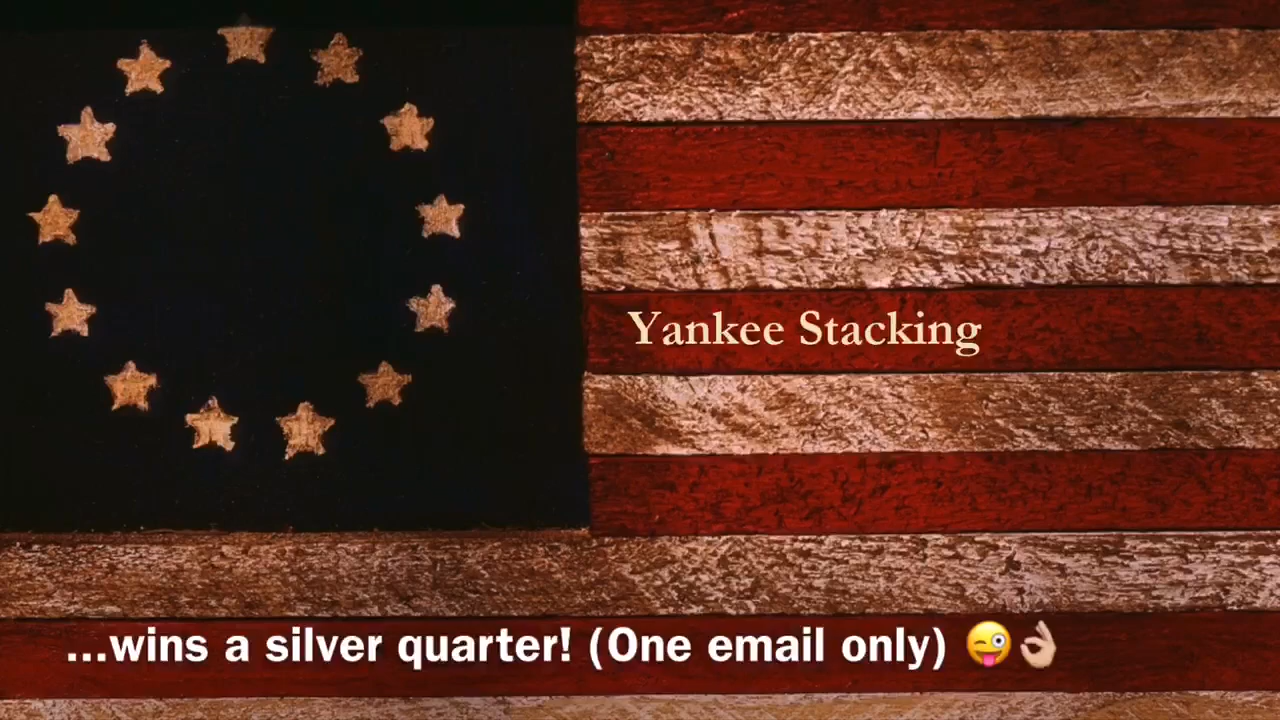 Yankee Stacking
...wins a silver quarter! (One email only) 😜👌🏼